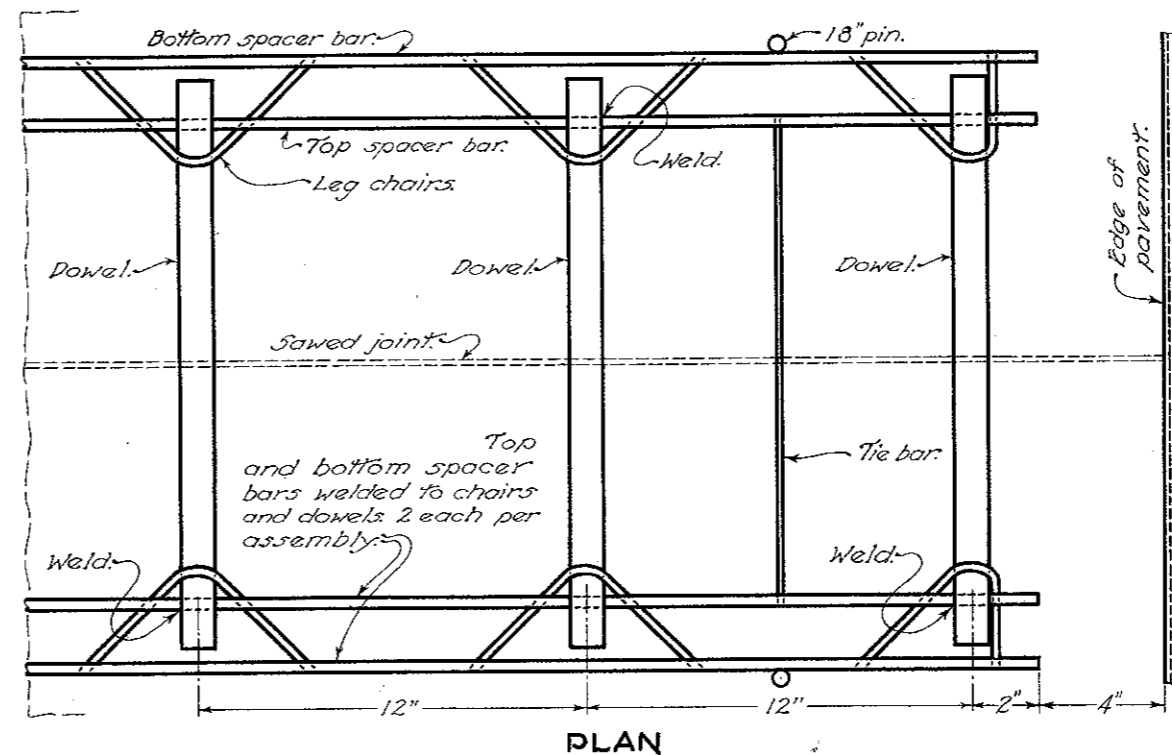 Bottom spacer bar.
18" pin.
Top spacer bar.
Weld.
Leg chairs.
Edge of
pavement.
Dowel.
Dowel.
Dowel.
Sawed joint.
Top
and bottom spacer
bars welded to chairs
and dowels. 2 each per
assembly.
Tie bar.
Weld.
Weld.
12"
12"
2"
4"
PLAN